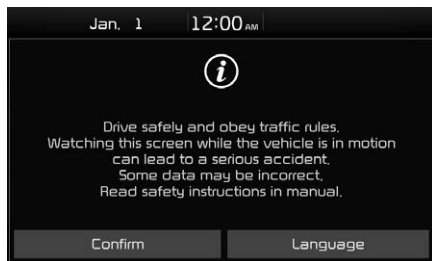 Jan. 1 12:00 AM
i
Drive safely and obey traffic rules.
Watching this screen while the vehicle is in motion
can lead to a serious accident.
Some data may be incorrect.
Read safety instructions in manual.
Confirm Language